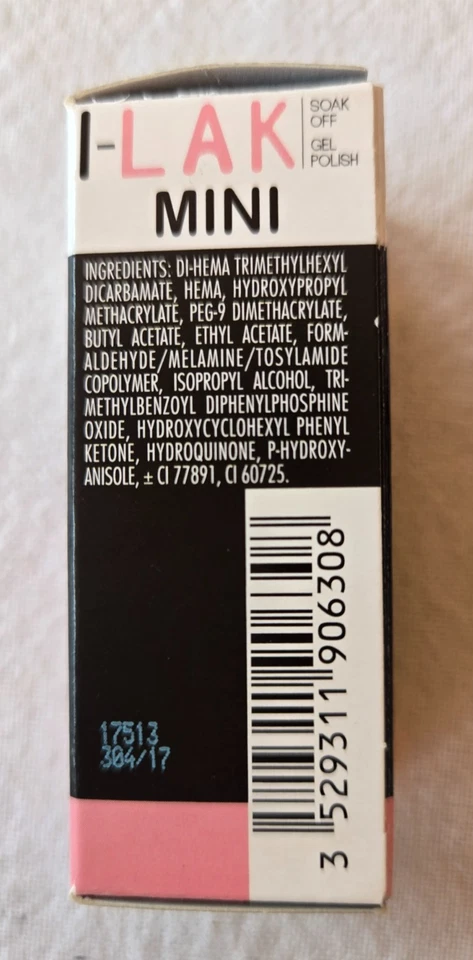 I-LAK
SOAK
OFF
GEL
POLISH
MINI
INGREDIENTS: DI-HEMA TRIMETHYLHEXYL
DICARBAMATE, HEMA, HYDROXYPROPYL
METHACRYLATE, PEG-9 DIMETHACRYLATE,
BUTYL ACETATE, ETHYL ACETATE, FORM-
ALDEHYDE/MELAMINE/TOSYLAMIDE
COPOLYMER, ISOPROPYL ALCOHOL, TRI-
METHYLBENZOYL DIPHENYLPHOSPHINE
OXIDE, HYDROXYCYCLOHEXYL PHENYL
KETONE, HYDROQUINONE, P-HYDROXY-
ANISOLE, ± CI 77891, CI 60725.
17513
304/17
3 529311 906308